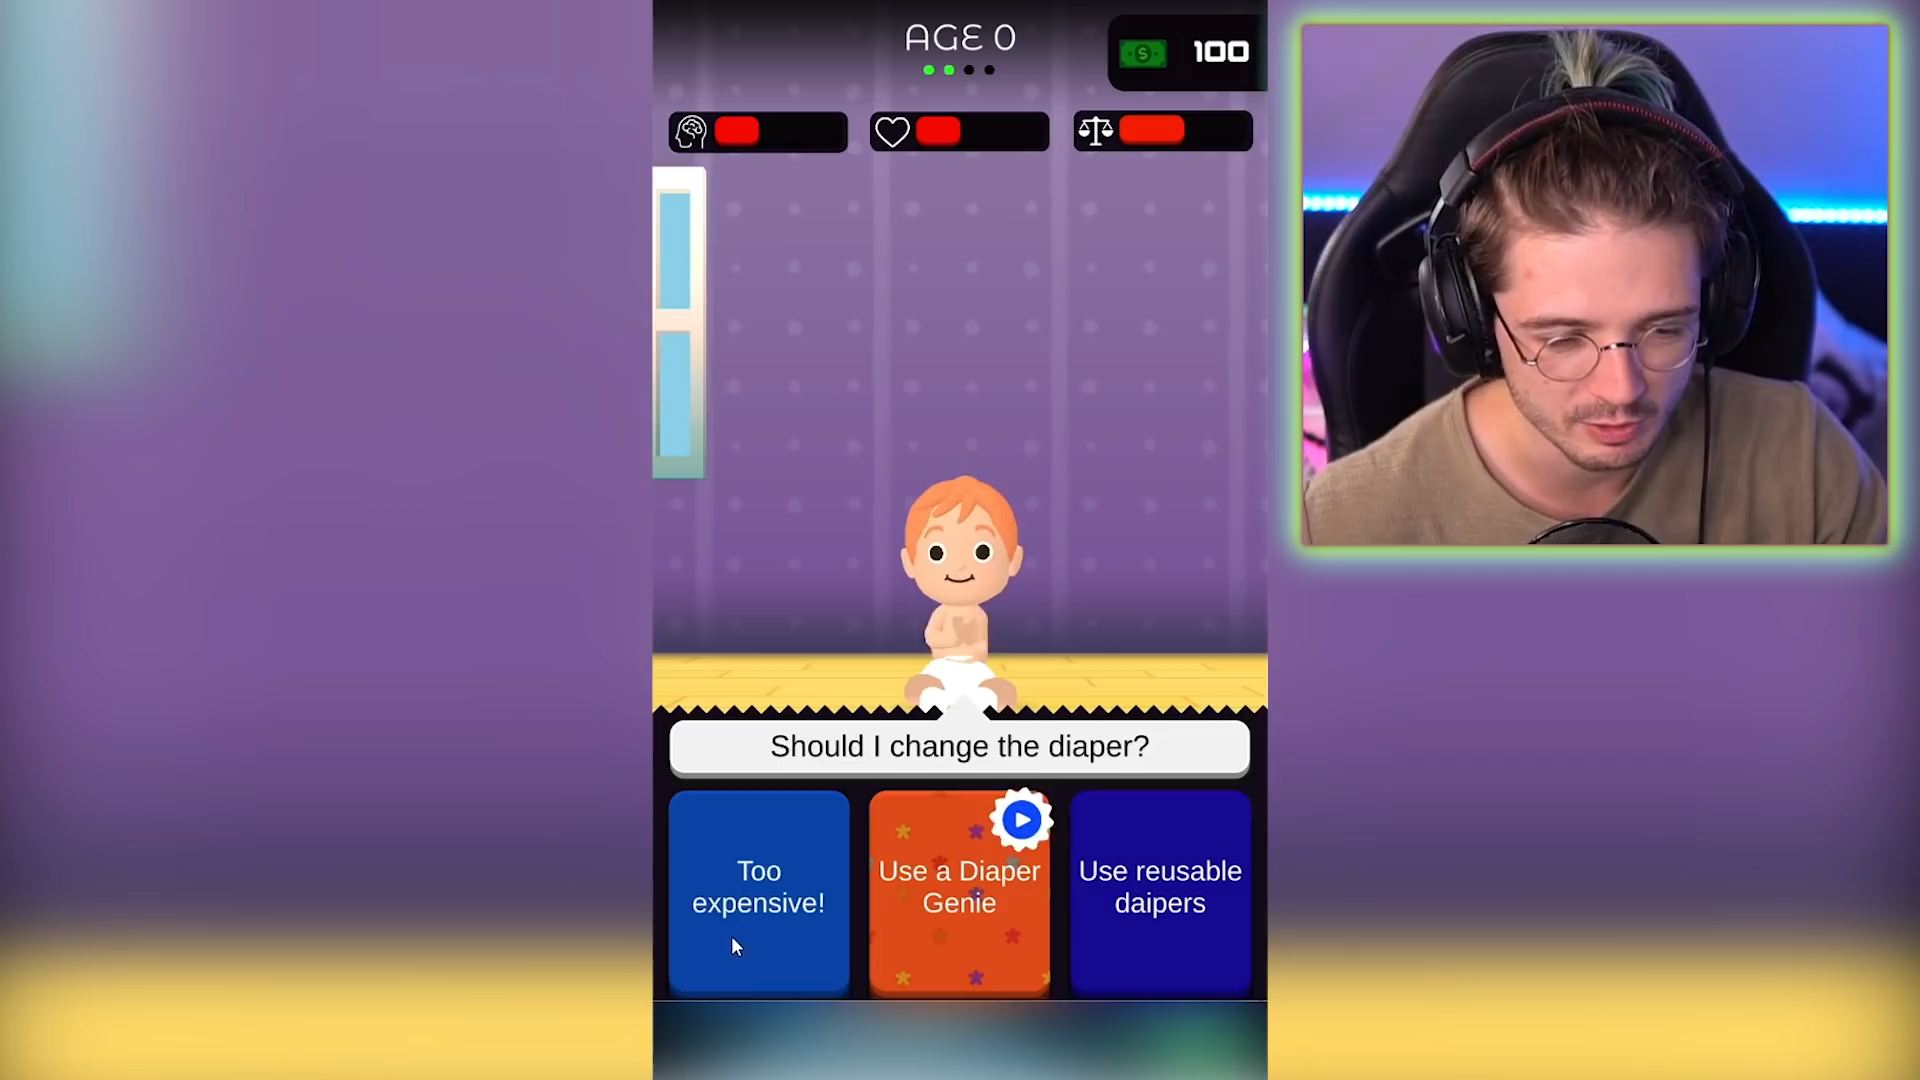 AGE 0
100
Should I change the diaper?
Too
expensive!
Use a Diaper
Genie
Use reusable
daipers